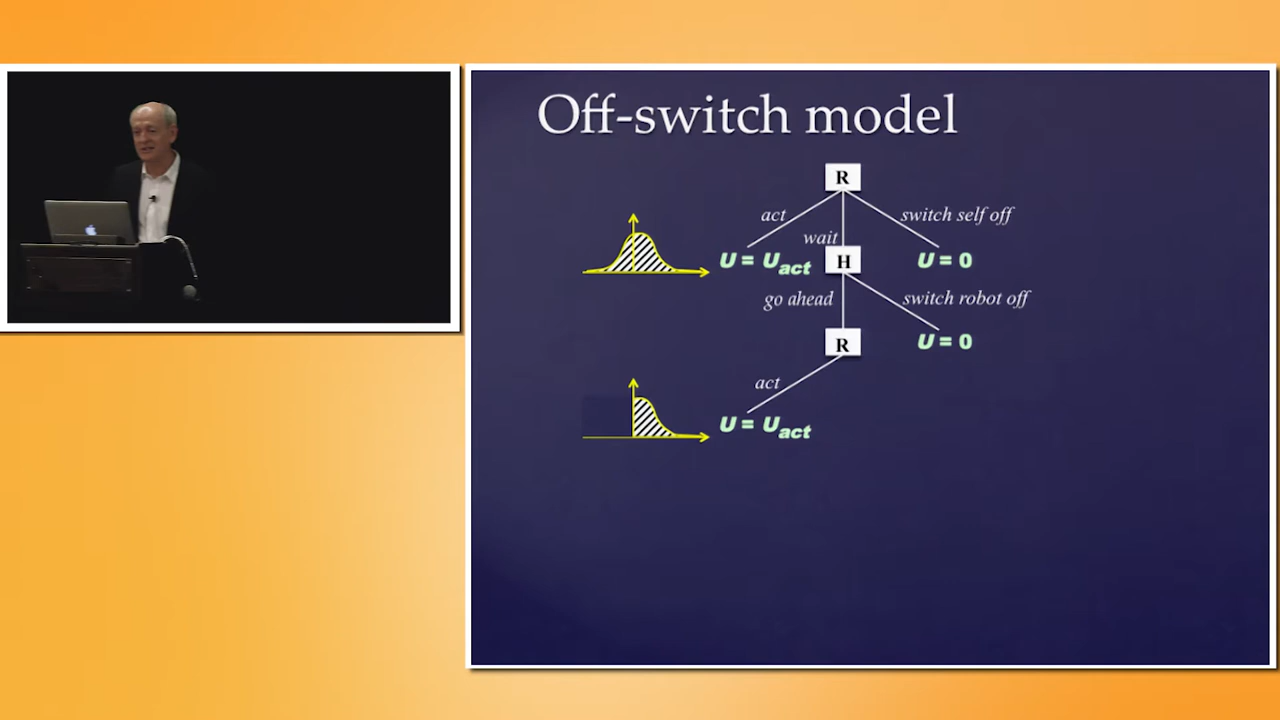 Off-switch model
R
act
switch self off
wait
U = Uact
H
U = 0
go ahead
switch robot off
R
U = 0
act
U = Uact